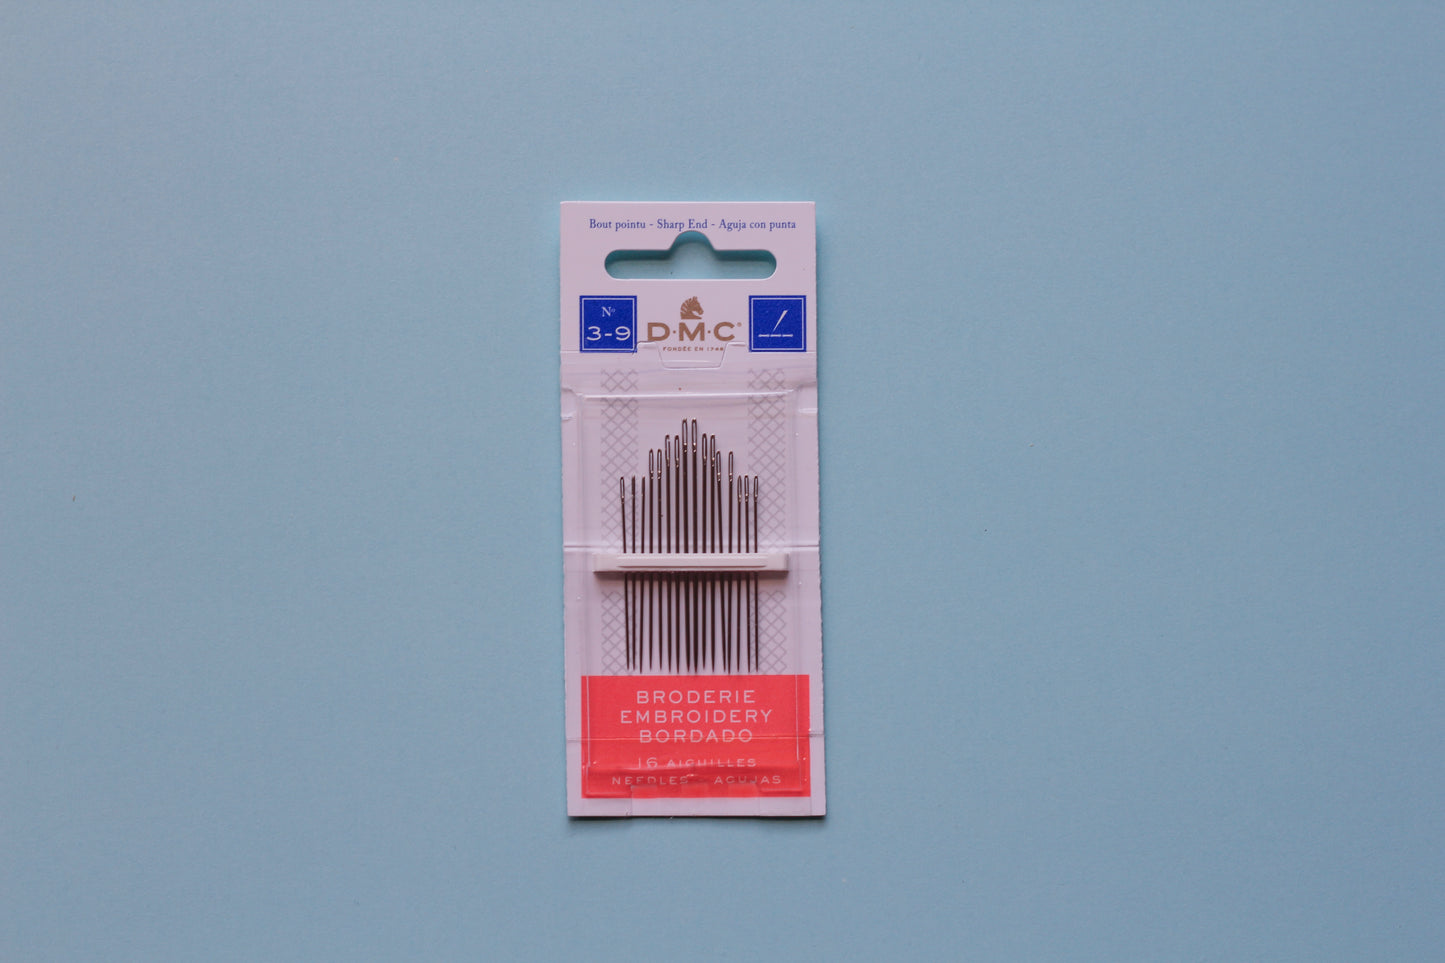 Bout pointu - Sharp End - Aguja con punta
Nº
3-9
D·M·C®
FONDÉE EN 1746
BRODERIE
EMBROIDERY
BORDADO
16 AIGUILLES
NEEDLES - AGUJAS